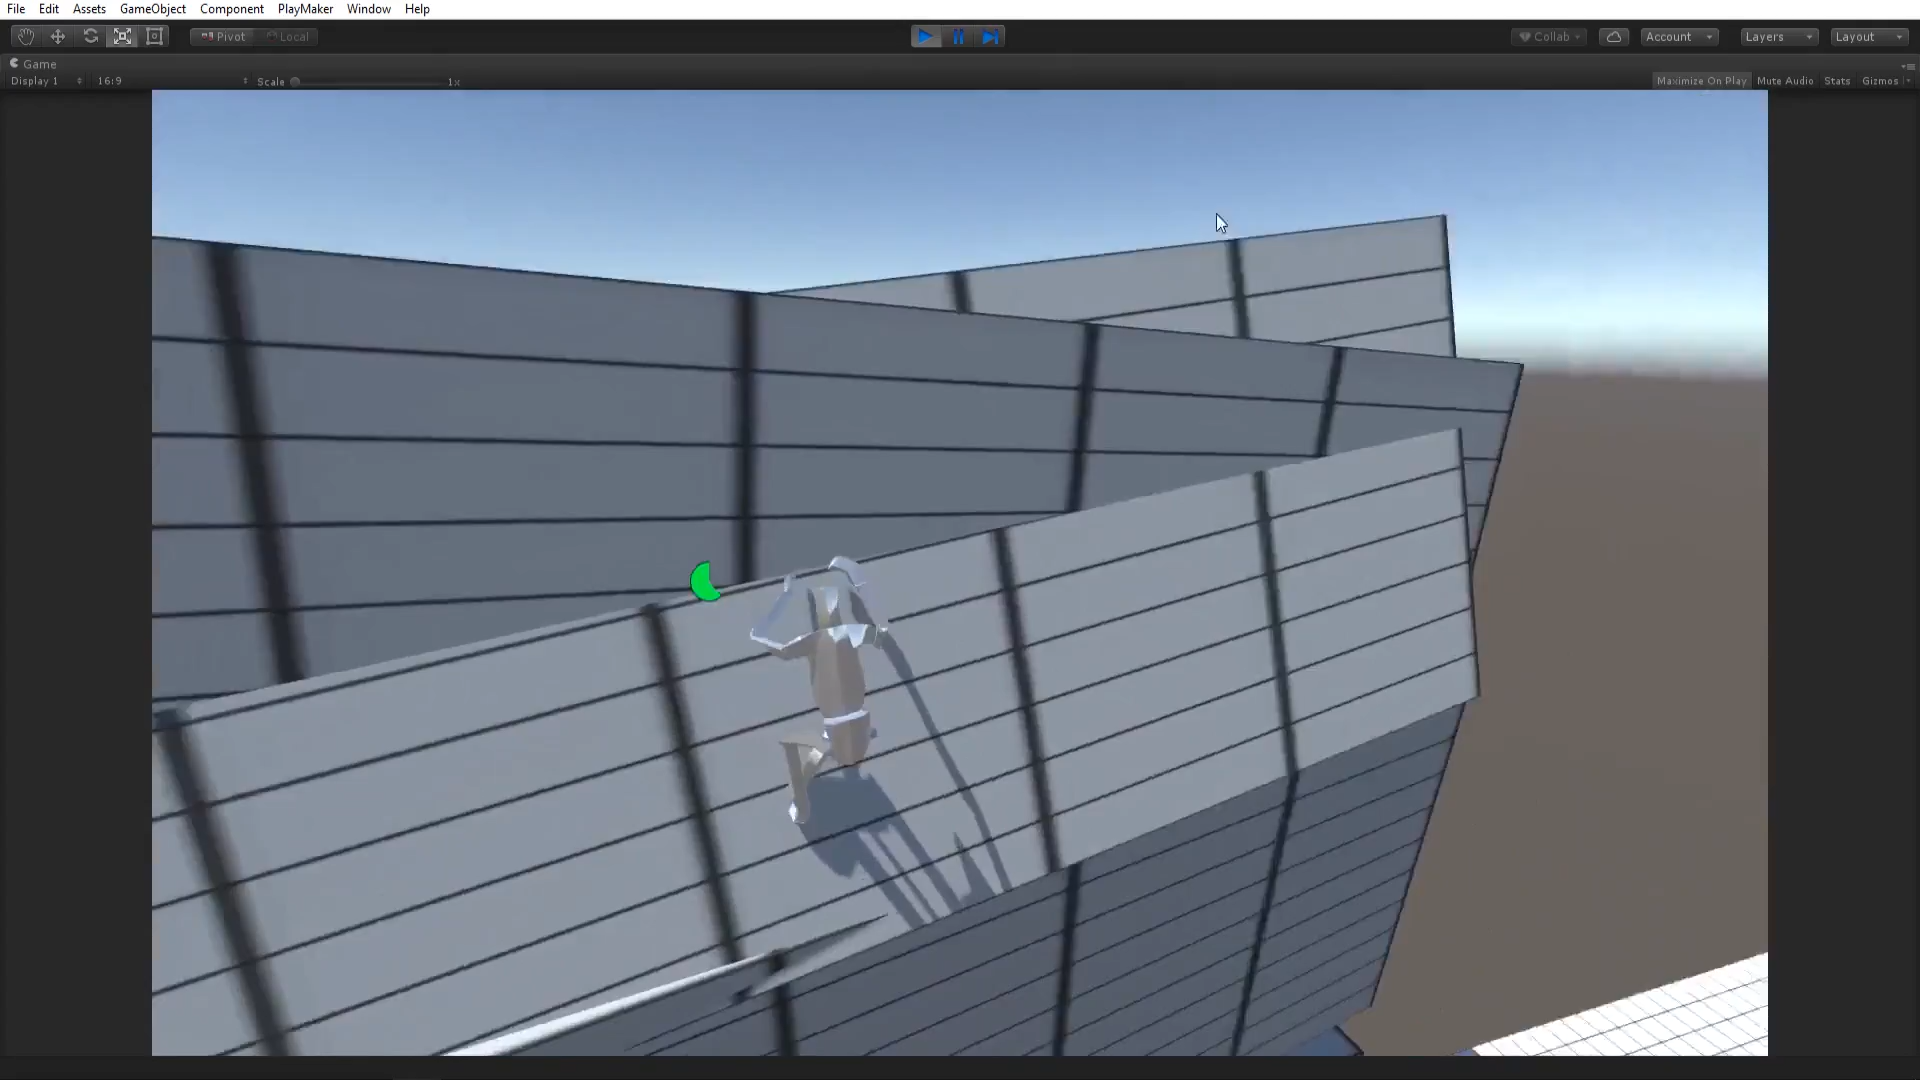 File Edit Assets GameObject Component PlayMaker Window Help
Pivot Local Collab Account Layers Layout
Game
Display 1 16:9 Scale 1x Maximize On Play Mute Audio Stats Gizmos